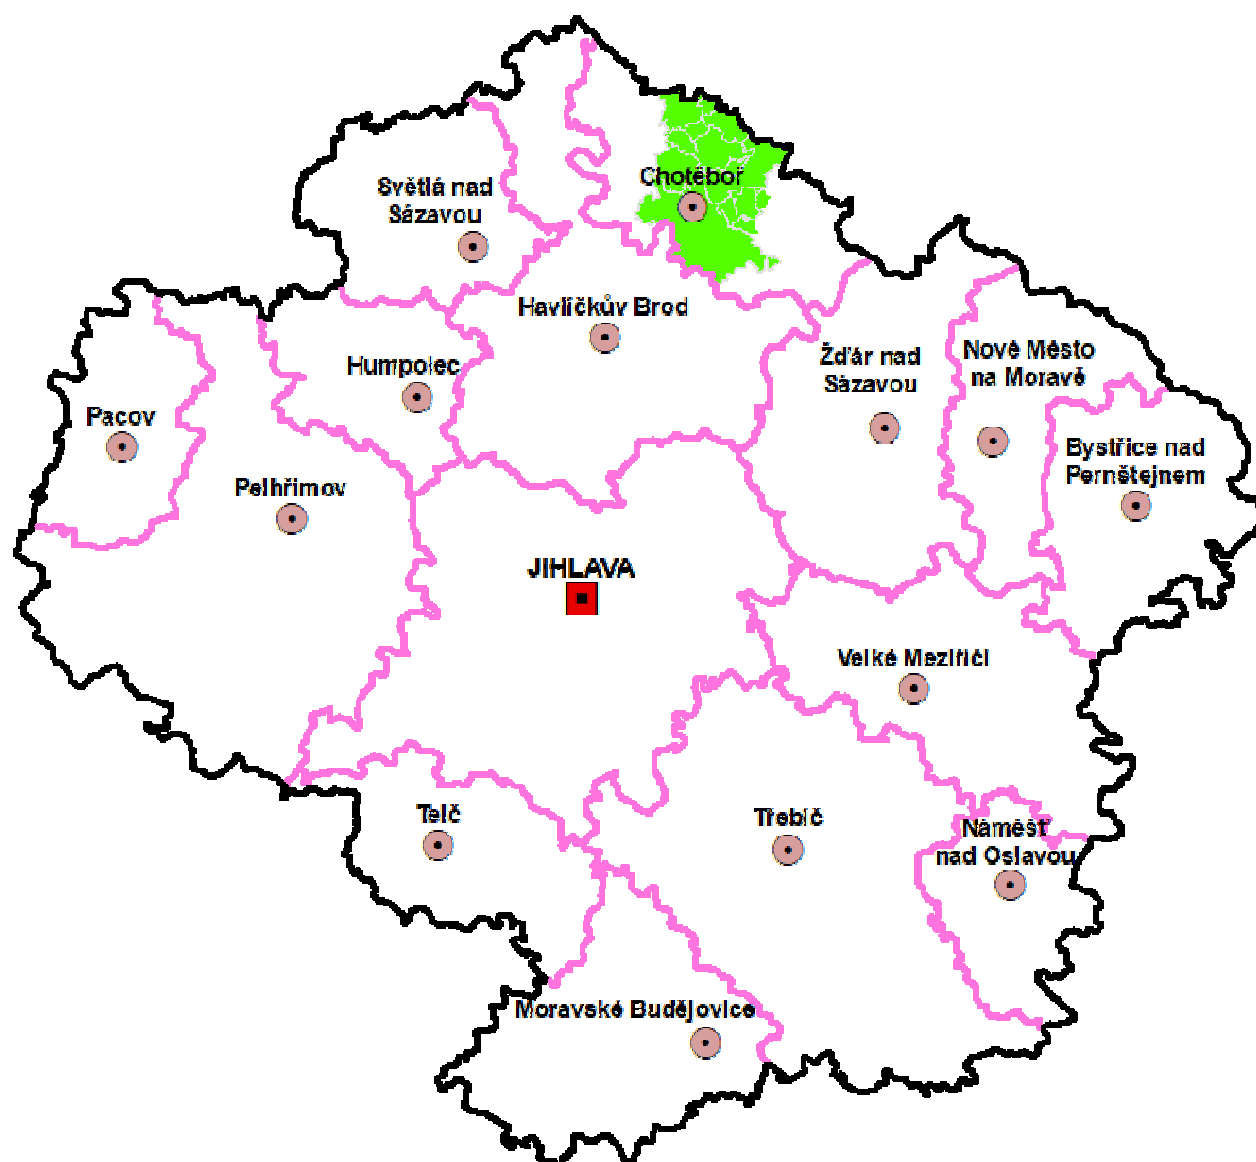 Chotěboř
Světlá nad
Sázavou
Havlíčkův Brod
Humpolec
Žďár nad
Sázavou
Nové Město
na Moravě
Pacov
Bystřice nad
Pernštejnem
Pelhřimov
JIHLAVA
Velké Meziříčí
Telč
Třebíč
Náměšť
nad Oslavou
Moravské Budějovice